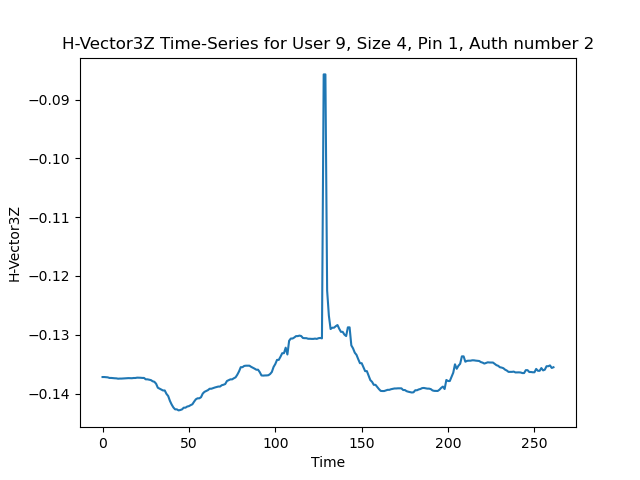 H-Vector3Z Time-Series for User 9, Size 4, Pin 1, Auth number 2
−0.09
−0.10
−0.11
−0.12
−0.13
−0.14
H-Vector3Z
0 50 100 150 200 250
Time